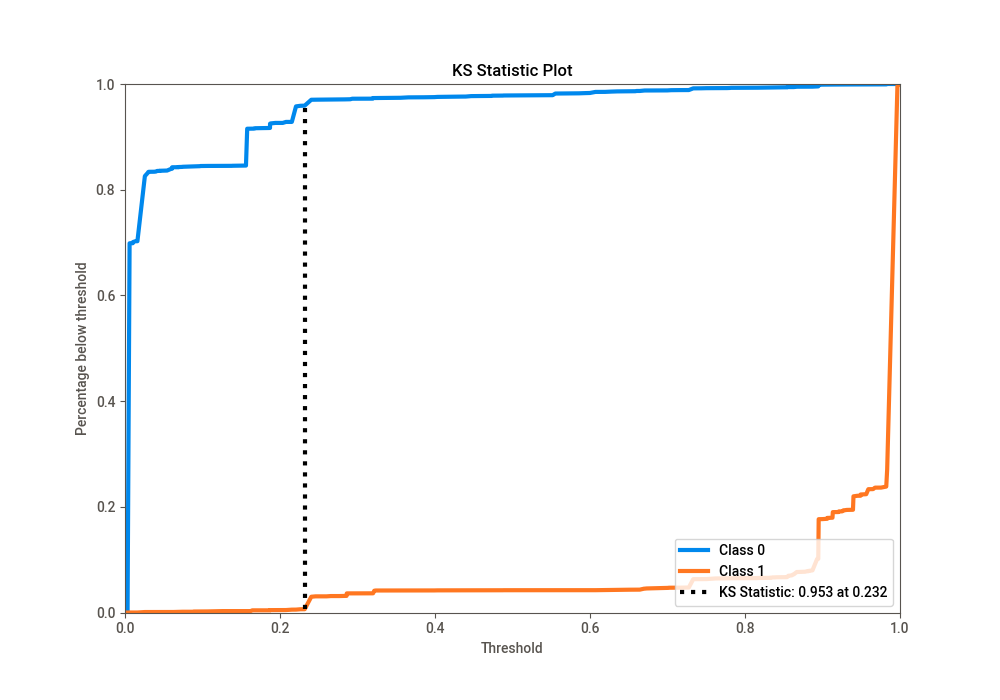 KS Statistic Plot
Percentage below threshold
1.0
0.8
0.6
0.4
0.2
0.0
0.0 0.2 0.4 0.6 0.8 1.0
Threshold
Class 0
Class 1
KS Statistic: 0.953 at 0.232